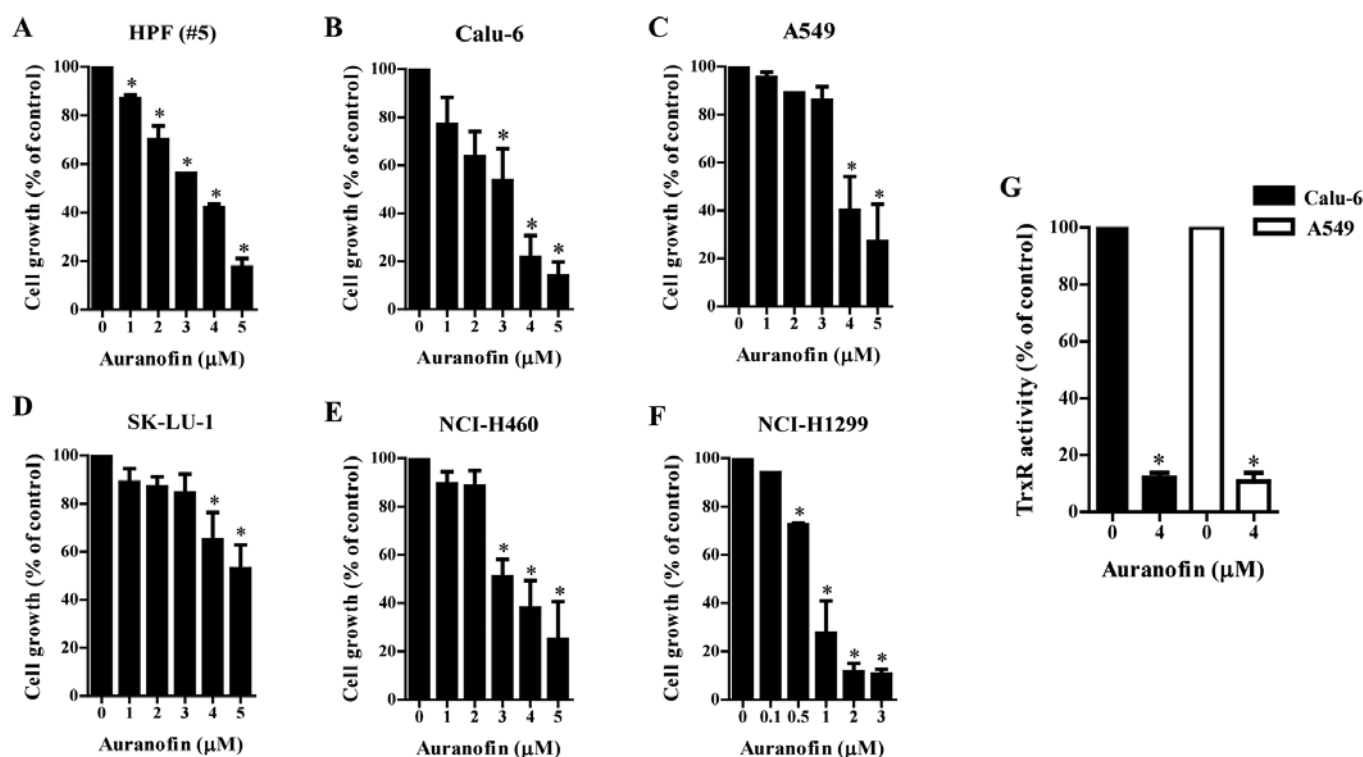 A
HPF (#5)
Cell growth (% of control)
100
80
60
40
20
0
* * * * *
0 1 2 3 4 5
Auranofin (μM)
B
Calu-6
Cell growth (% of control)
100
80
60
40
20
0
* * *
0 1 2 3 4 5
Auranofin (μM)
C
A549
Cell growth (% of control)
100
80
60
40
20
0
* *
0 1 2 3 4 5
Auranofin (μM)
D
SK-LU-1
Cell growth (% of control)
100
80
60
40
20
0
* *
0 1 2 3 4 5
Auranofin (μM)
E
NCI-H460
Cell growth (% of control)
100
80
60
40
20
0
* * *
0 1 2 3 4 5
Auranofin (μM)
F
NCI-H1299
Cell growth (% of control)
100
80
60
40
20
0
* * * *
0 0.1 0.5 1 2 3
Auranofin (μM)
G
Calu-6
A549
TrxR activity (% of control)
100
80
60
40
20
0
* *
0 4 0 4
Auranofin (μM)